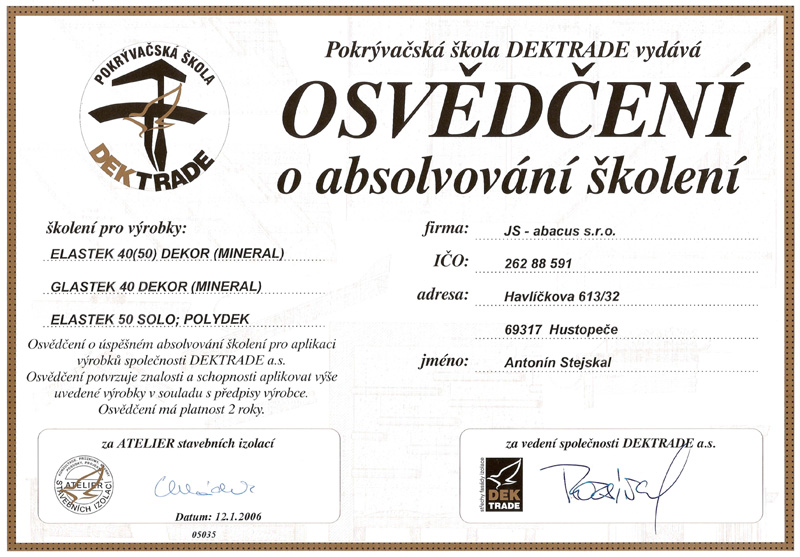 POKRÝVAČSKÁ ŠKOLA
DEKTRADE
Pokrývačská škola DEKTRADE vydává
OSVĚDČENÍ
o absolvování školení
školení pro výrobky:
ELASTEK 40(50) DEKOR (MINERAL)
GLASTEK 40 DEKOR (MINERAL)
ELASTEK 50 SOLO; POLYDEK
Osvědčení o úspěšném absolvování školení pro aplikaci
výrobků společnosti DEKTRADE a.s.
Osvědčení potvrzuje znalosti a schopnosti aplikovat výše
uvedené výrobky v souladu s předpisy výrobce.
Osvědčení má platnost 2 roky.
firma: JS - abacus s.r.o.
IČO: 262 88 591
adresa: Havlíčkova 613/32
69317 Hustopeče
jméno: Antonín Stejskal
za ATELIER stavebních izolací
ATELIER
STAVEBNÍCH IZOLACÍ
Datum: 12.1.2006
05035
za vedení společnosti DEKTRADE a.s.
střechy fasády izolace
DEK
TRADE